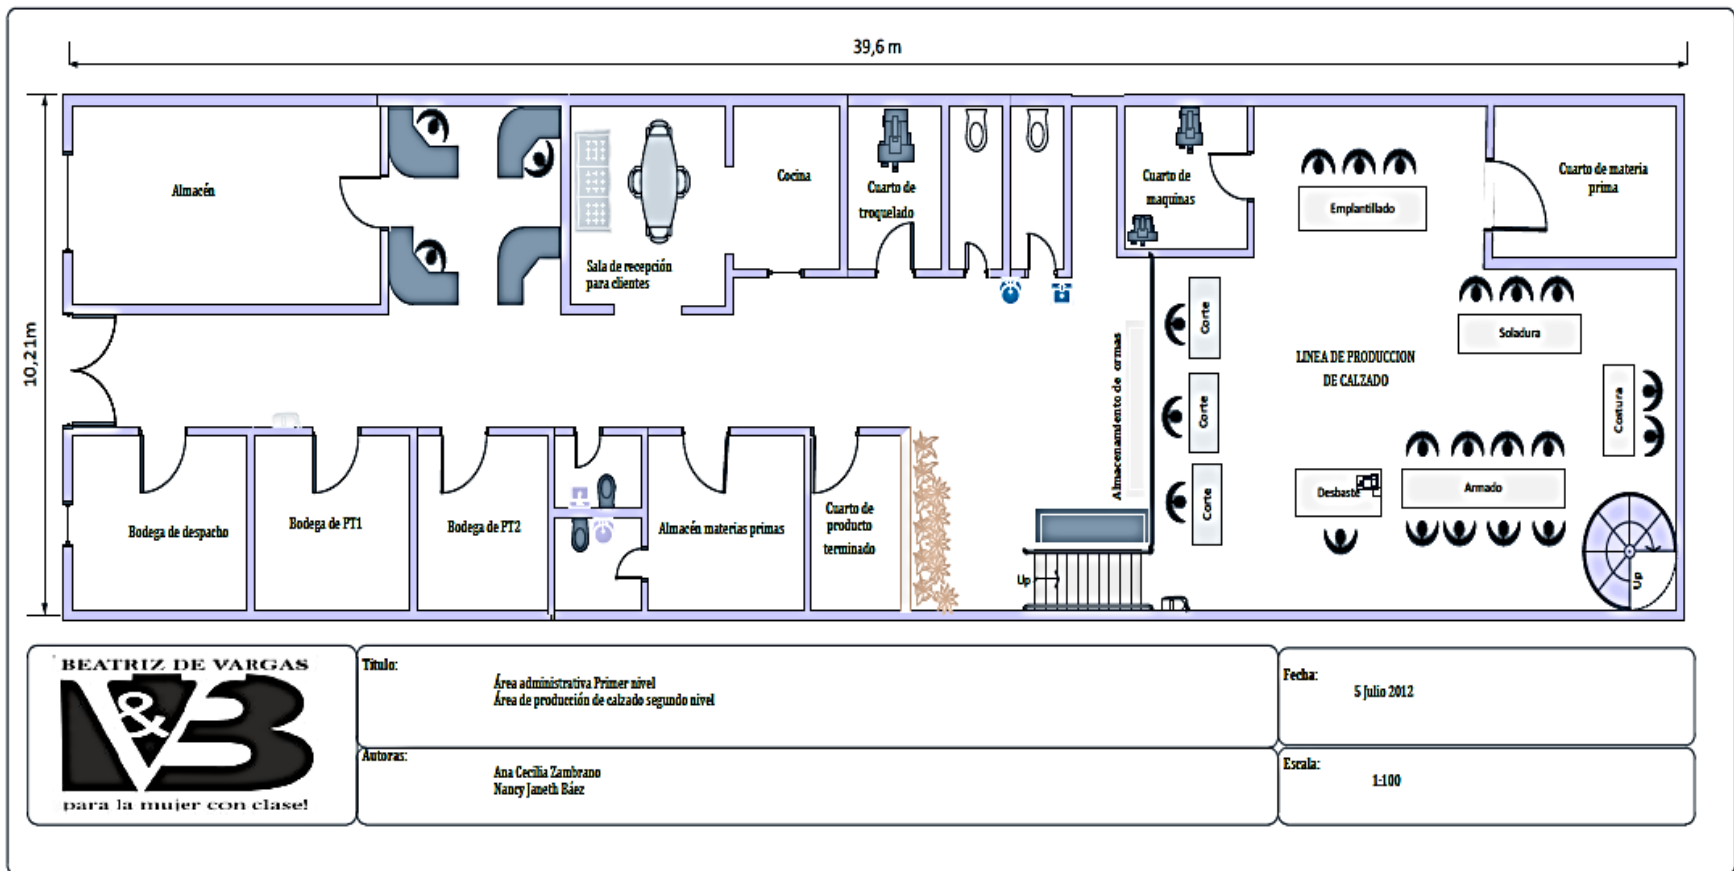 39,6 m
10,21m
Almacén
Sala de recepción
para clientes
Cocina
Cuarto de
troquelado
Cuarto de
maquinas
Emplantillado
Cuarto de materia
prima
Soladura
LINEA DE PRODUCCION
DE CALZADO
Corte
Corte
Corte
Almacenamiento de ormas
Costura
Desbaste
Armado
Up
Up
Bodega de despacho
Bodega de PT1
Bodega de PT2
Almacén materias primas
Cuarto de
producto
terminado
BEATRIZ DE VARGAS
V&B
para la mujer con clase!
Titulo:
Área administrativa Primer nivel
Área de producción de calzado segundo nivel
Autoras:
Ana Cecilia Zambrano
Nancy Janeth Báez
Fecha:
5 Julio 2012
Escala:
1:100